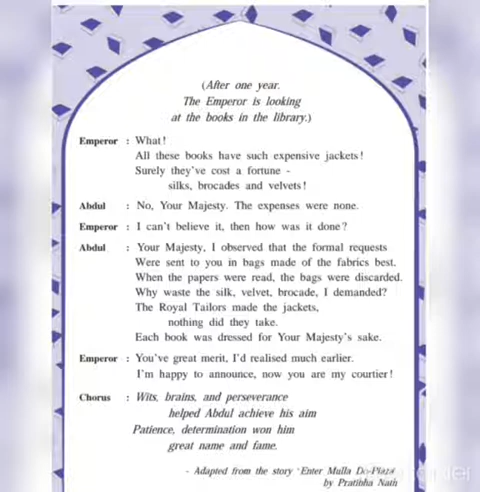 (After one year.
The Emperor is looking
at the books in the library.)
Emperor : What!
All these books have such expensive jackets!
Surely they've cost a fortune -
silks, brocades and velvets!
Abdul : No, Your Majesty. The expenses were none.
Emperor : I can't believe it, then how was it done?
Abdul : Your Majesty, I observed that the formal requests
Were sent to you in bags made of the fabrics best.
When the papers were read, the bags were discarded.
Why waste the silk, velvet, brocade, I demanded?
The Royal Tailors made the jackets,
nothing did they take.
Each book was dressed for Your Majesty's sake.
Emperor : You've great merit, I'd realised much earlier.
I'm happy to announce, now you are my courtier!
Chorus : Wits, brains, and perseverance
helped Abdul achieve his aim
Patience, determination won him
great name and fame.
- Adapted from the story 'Enter Mulla Do-Piaza'
by Pratibha Nath